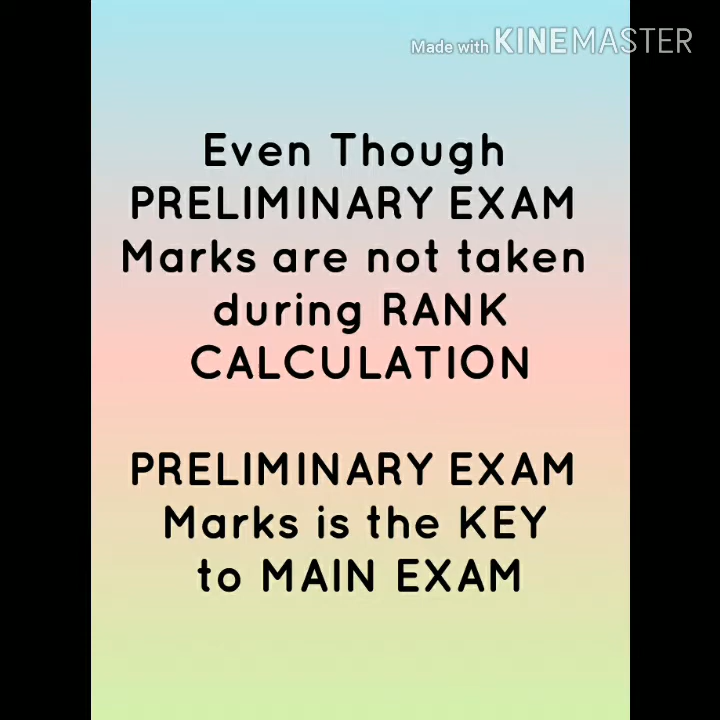 Made with KINEMASTER
Even Though
PRELIMINARY EXAM
Marks are not taken
during RANK
CALCULATION
PRELIMINARY EXAM
Marks is the KEY
to MAIN EXAM